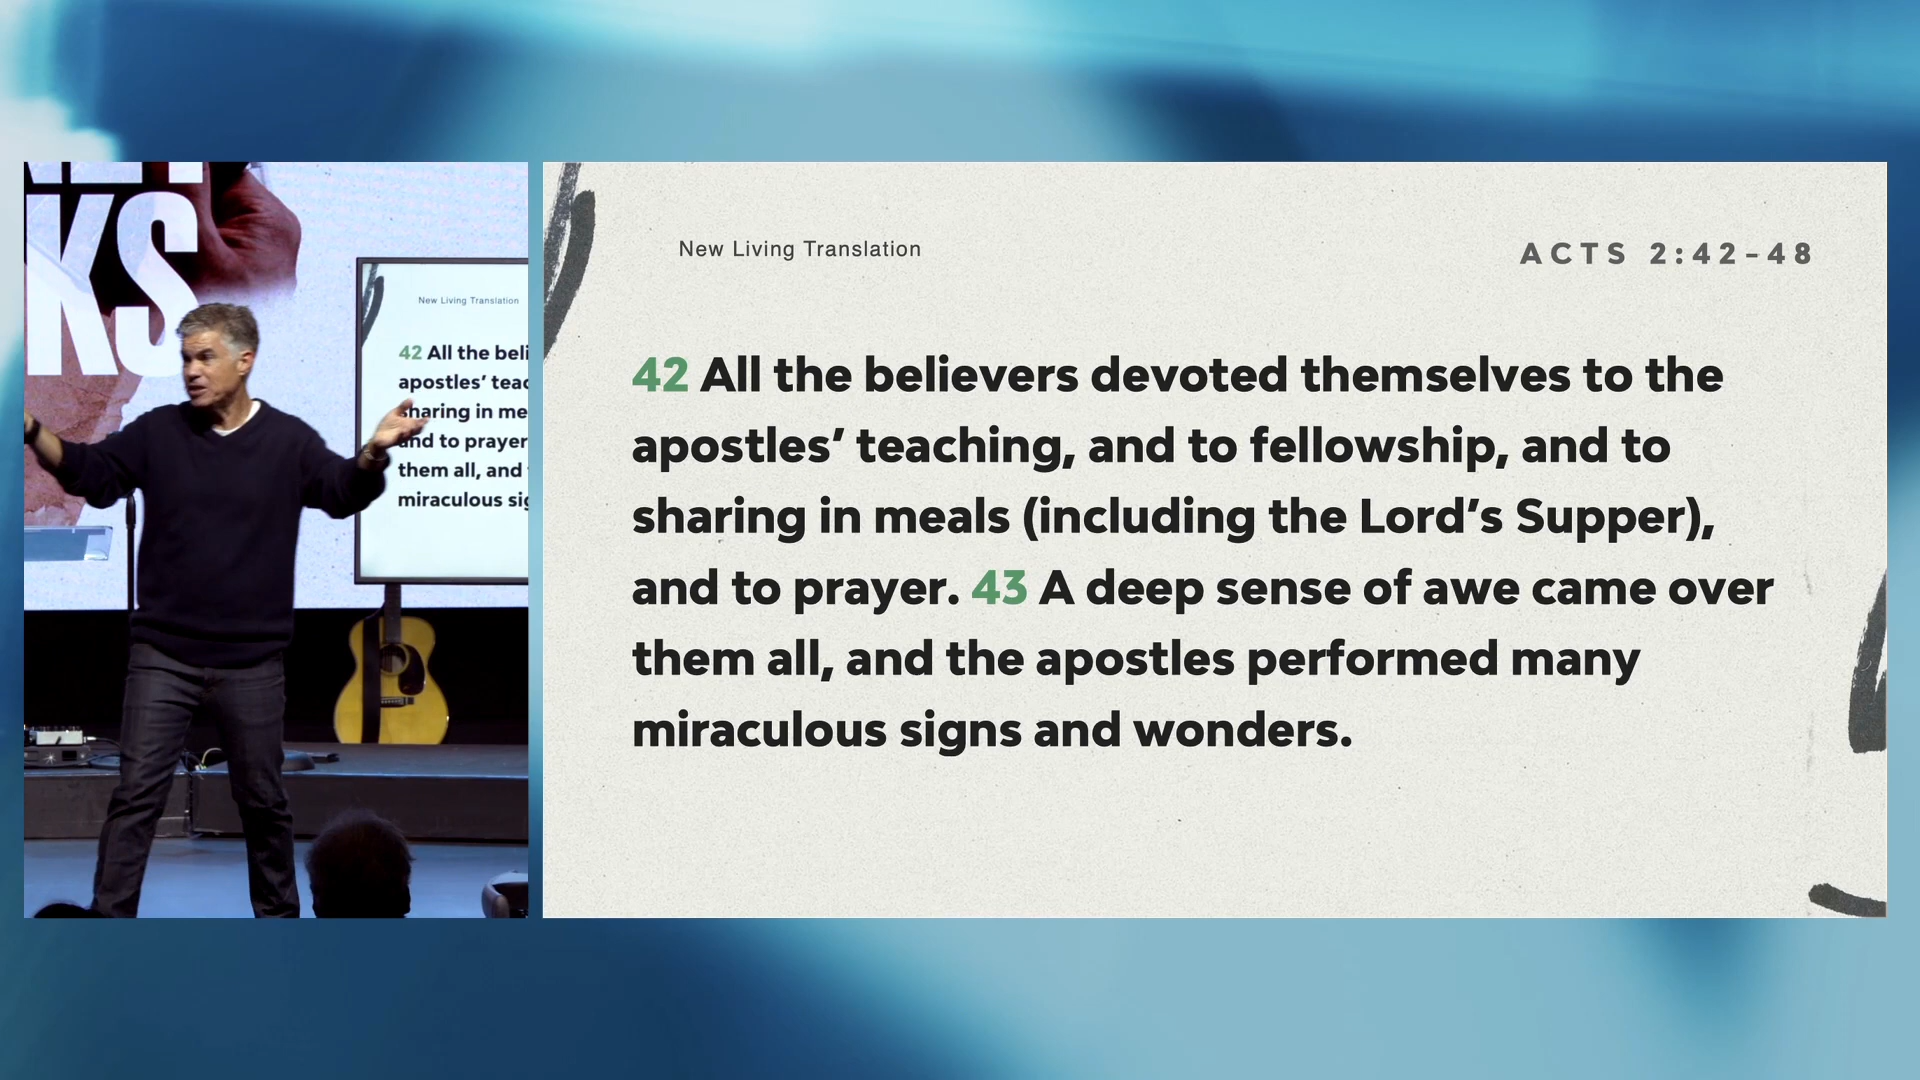 KS
New Living Translation
42 All the beli
apostles’ teac
sharing in me
and to prayer
them all, and
miraculous sig
New Living Translation
ACTS 2:42-48
42 All the believers devoted themselves to the
apostles’ teaching, and to fellowship, and to
sharing in meals (including the Lord’s Supper),
and to prayer. 43 A deep sense of awe came over
them all, and the apostles performed many
miraculous signs and wonders.